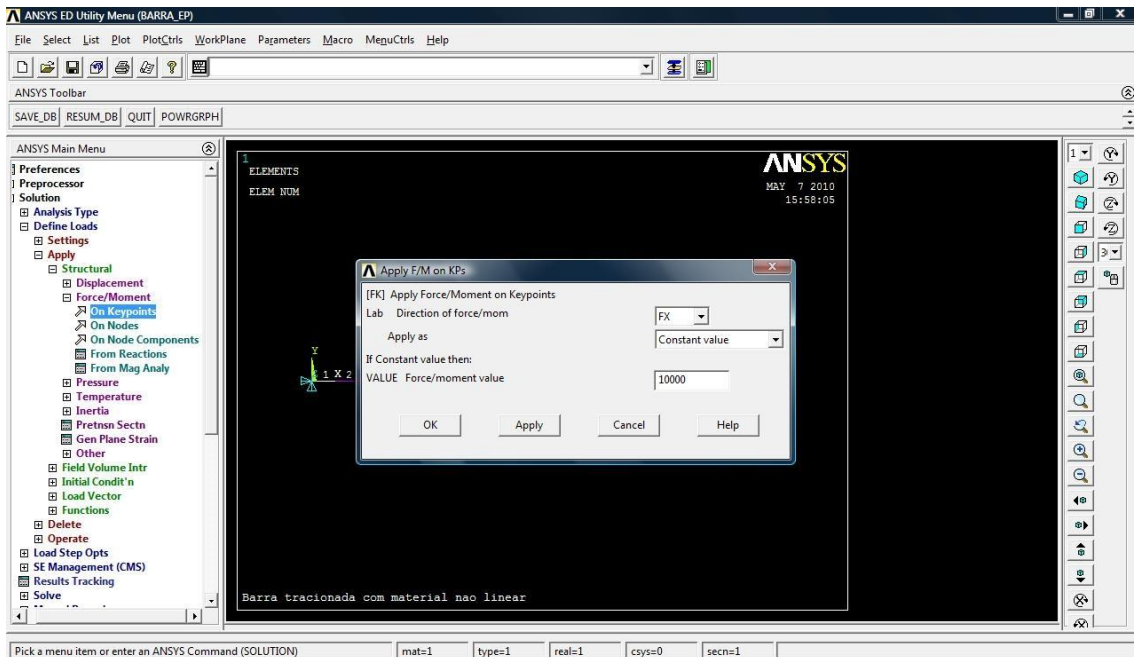 ANSYS ED Utility Menu (BARRA_EP)
File Select List Plot PlotCtrls WorkPlane Parameters Macro MenuCtrls Help
ANSYS Toolbar
SAVE_DB RESUM_DB QUIT POWRGRPH
ANSYS Main Menu
Preferences
Preprocessor
Solution
Analysis Type
Define Loads
Settings
Apply
Structural
Displacement
Force/Moment
On Keypoints
On Nodes
On Node Components
From Reactions
From Mag Analy
Pressure
Temperature
Inertia
Pretnsn Sectn
Gen Plane Strain
Other
Field Volume Intr
Initial Condit'n
Load Vector
Functions
Delete
Operate
Load Step Opts
SE Management (CMS)
Results Tracking
Solve
1
ELEMENTS
ELEM NUM
ANSYS
MAY 7 2010
15:58:05
Y
1 X 2
Apply F/M on KPs
[FK] Apply Force/Moment on Keypoints
Lab Direction of force/mom FX
Apply as Constant value
If Constant value then:
VALUE Force/moment value 10000
OK Apply Cancel Help
Barra tracionada com material nao linear
1
3
Pick a menu item or enter an ANSYS Command (SOLUTION) mat=1 type=1 real=1 csys=0 secn=1